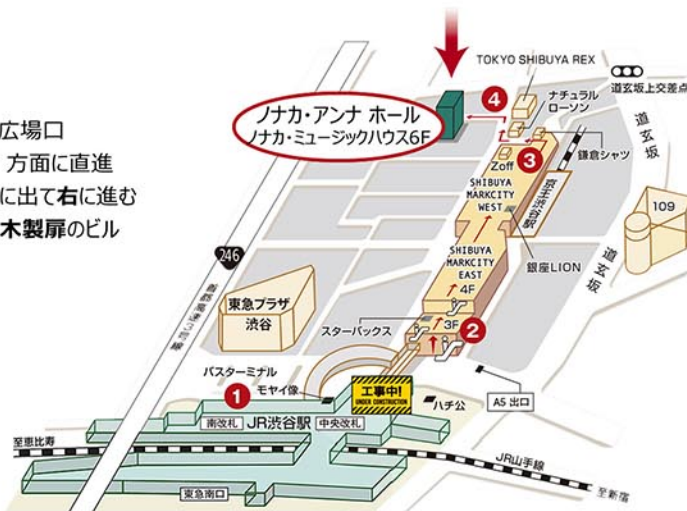 TOKYO SHIBUYA REX
道玄坂上交差点
4
ナチュラル
ローソン
道玄坂
ノナカ・アンナ ホール
ノナカ・ミュージックハウス6F
広場口
方面に直進
に出て右に進む
木製扉のビル
鎌倉シャツ
3
Zoff
SHIBUYA
MARKCITY
WEST
京王渋谷駅
109
246
SHIBUYA
MARKCITY
EAST
銀座LION
道玄坂
4F
首都高速3号線
東急プラザ
渋谷
スターバックス
3F
2
バスターミナル
1
モヤイ像
工事中!
UNDER CONSTRUCTION
ハチ公
A5 出口
南改札
JR渋谷駅
中央改札
至恵比寿
JR山手線
東急南口
至新宿